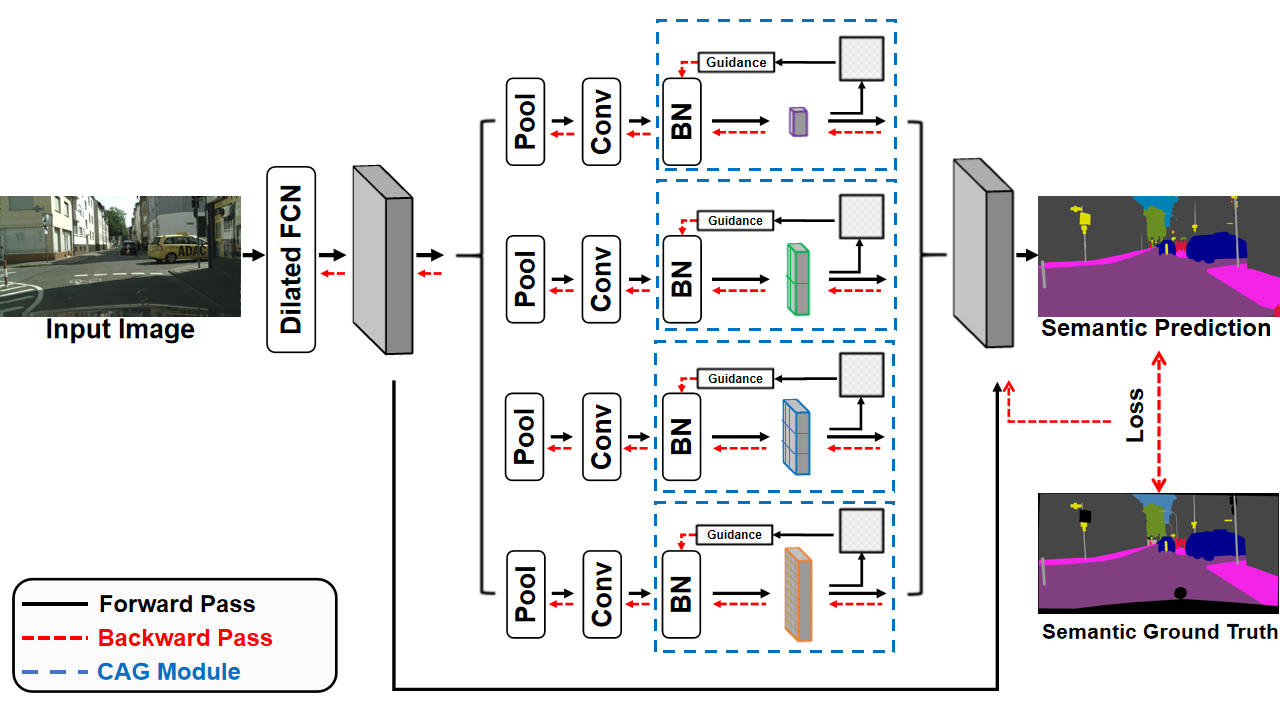 Input Image
Dilated FCN
Pool
Conv
BN
Guidance
Pool
Conv
BN
Guidance
Pool
Conv
BN
Guidance
Pool
Conv
BN
Guidance
ADAC
Semantic Prediction
Loss
Semantic Ground Truth
Forward Pass
Backward Pass
CAG Module